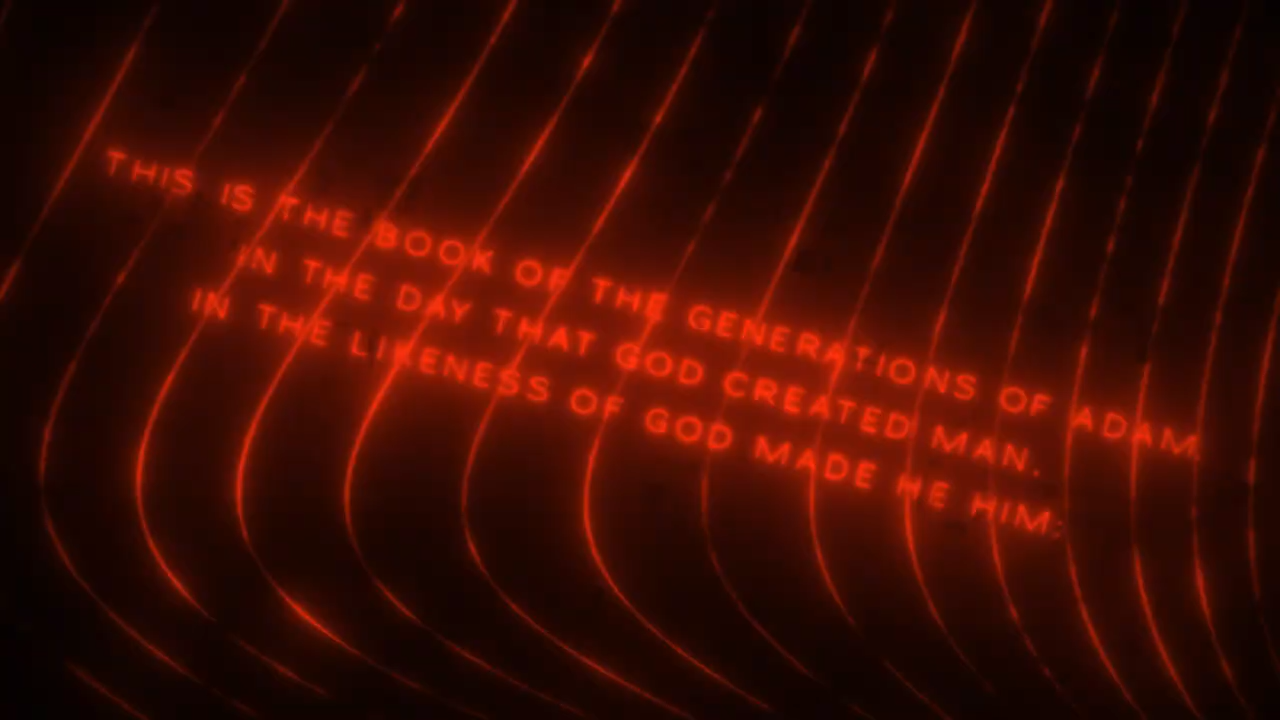 THIS IS THE BOOK OF THE GENERATIONS OF ADAM.
IN THE DAY THAT GOD CREATED MAN,
IN THE LIKENESS OF GOD MADE HE HIM;